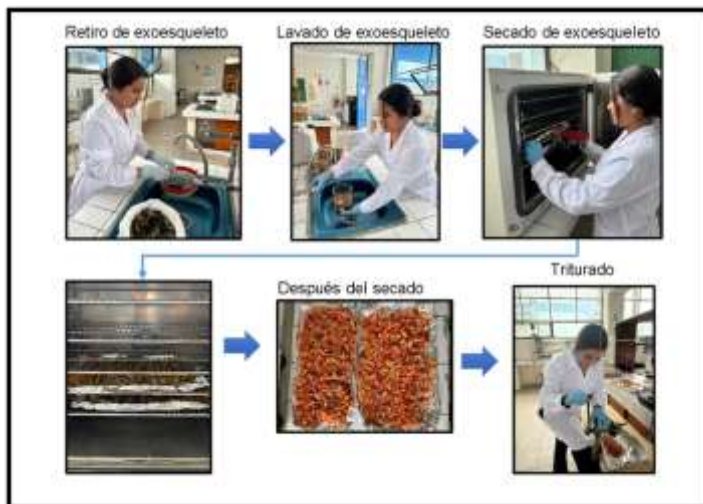 Retiro de exoesqueleto
Lavado de exoesqueleto
Secado de exoesqueleto
Después del secado
Triturado